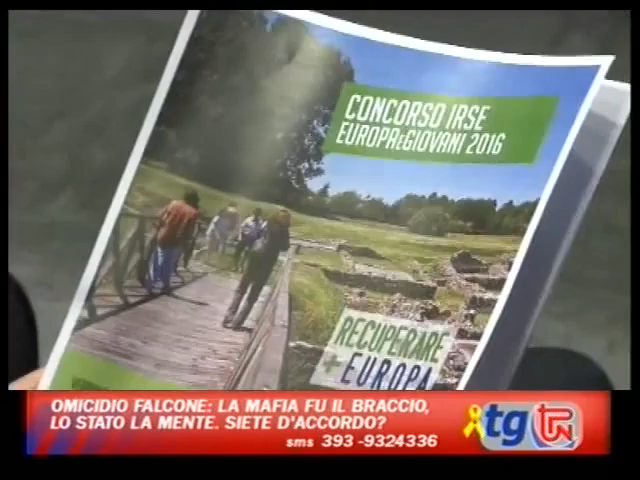 CONCORSO IRSE
EUROPAEGIOVANI 2016
RECUPERARE
+ EUROPA
OMICIDIO FALCONE: LA MAFIA FU IL BRACCIO,
LO STATO LA MENTE. SIETE D'ACCORDO?
sms 393 -9324336
tg TPN